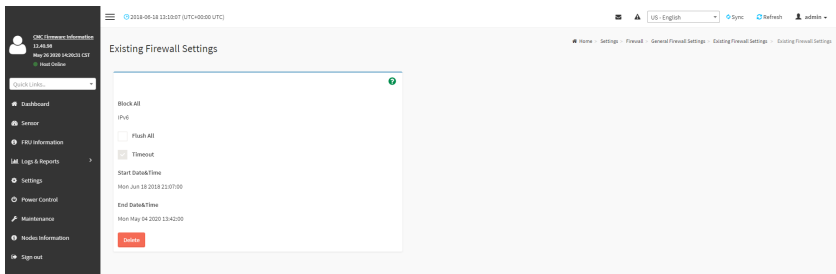 2018-06-18 13:10:07 (UTC+00:00 UTC)
US - English
Sync
Refresh
admin
CMC Firmware Information
13.40.98
May 26 2020 14:20:31 CST
Host Online
Quick Links...
Dashboard
Sensor
FRU Information
Logs & Reports
Settings
Power Control
Maintenance
Nodes Information
Sign out
Existing Firewall Settings
Home > Settings > Firewall > General Firewall Settings > Existing Firewall Settings > Existing Firewall Settings
Block All
IPv6
Flush All
Timeout
Start Date&Time
Mon Jun 18 2018 21:07:00
End Date&Time
Mon May 04 2020 13:42:00
Delete